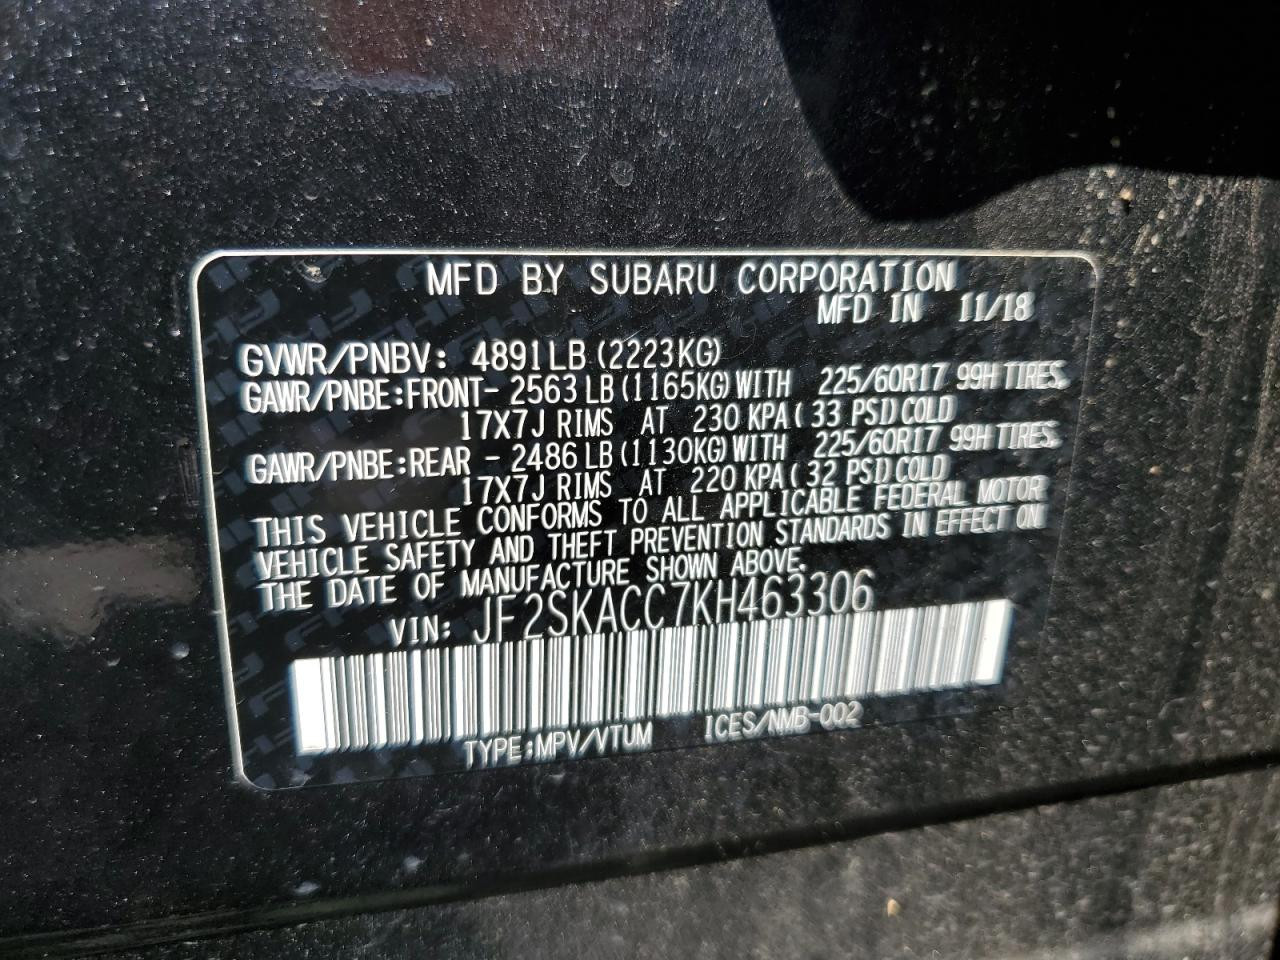 MFD BY SUBARU CORPORATION
MFD IN 11/18
GVWR/PNBV: 4891LB (2223KG)
GAWR/PNBE:FRONT- 2563 LB (1165KG) WITH 225/60R17 99H TIRES,
17X7J RIMS AT 230 KPA ( 33 PSI) COLD
GAWR/PNBE:REAR - 2486 LB (1130KG) WITH 225/60R17 99H TIRES,
17X7J RIMS AT 220 KPA ( 32 PSI) COLD
THIS VEHICLE CONFORMS TO ALL APPLICABLE FEDERAL MOTOR
VEHICLE SAFETY AND THEFT PREVENTION STANDARDS IN EFFECT ON
THE DATE OF MANUFACTURE SHOWN ABOVE.
VIN: JF2SKACC7KH463306
TYPE:MPV/VTUM ICES/NMB-002